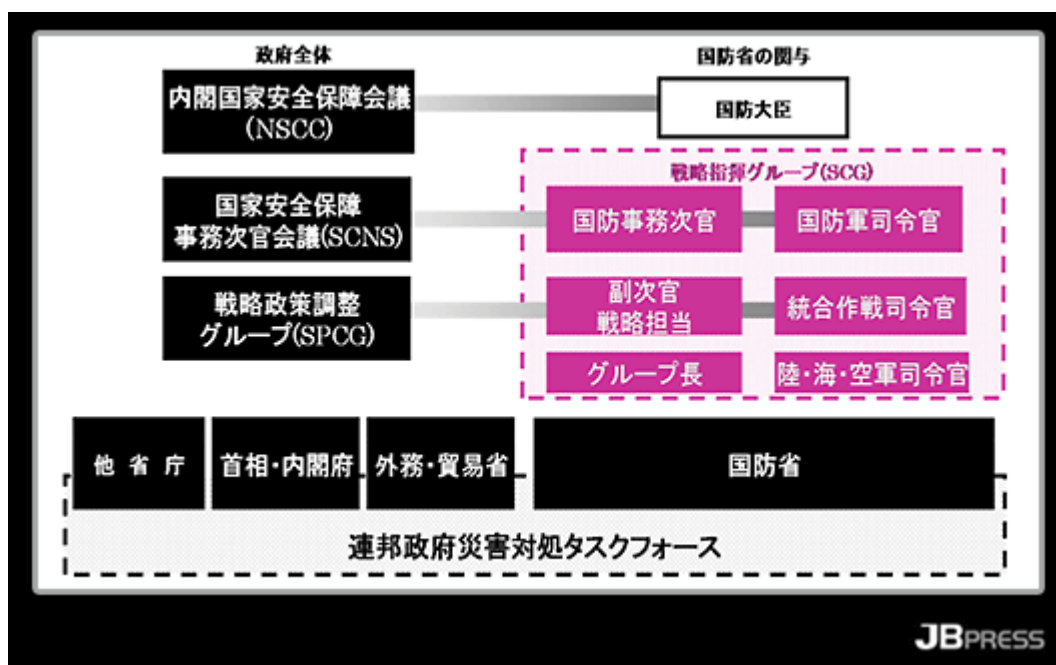 政府全体
国防省の関与
内閣国家安全保障会議
(NSCC)
国防大臣
戦略指揮グループ(SCG)
国家安全保障
事務次官会議(SCNS)
国防事務次官
国防軍司令官
戦略政策調整
グループ(SPCG)
副次官
戦略担当
統合作戦司令官
グループ長
陸・海・空軍司令官
他省庁
首相・内閣府
外務・貿易省
国防省
連邦政府災害対処タスクフォース
JBPRESS